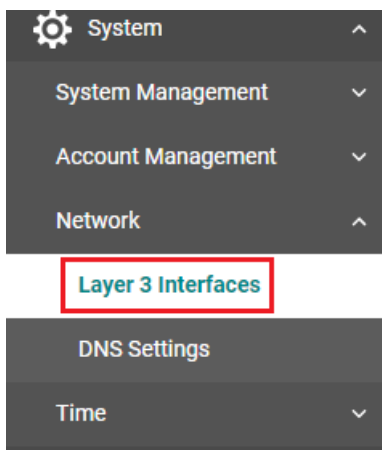 System
System Management
Account Management
Network
Layer 3 Interfaces
DNS Settings
Time